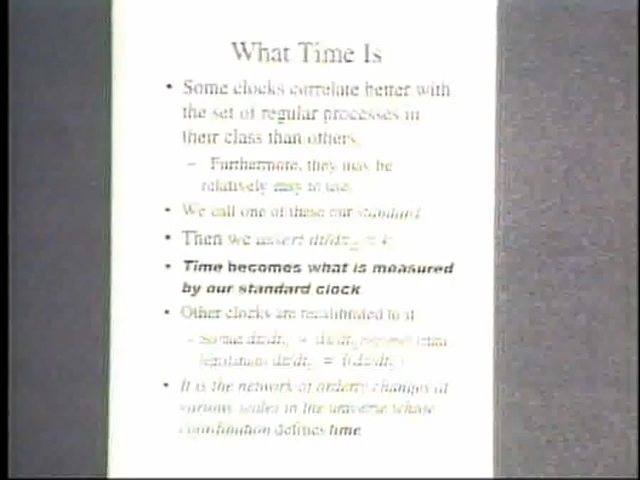 What Time Is
• Some clocks correlate better with
the set of regular processes in
their class than others.
– Furthermore, they may be
relatively easy to use.
• We call one of these our standard.
• Then we assert
• Time becomes what is measured
by our standard clock.
• Other clocks are recalibrated to it
– Some
• It is the network of orderly changes at
various scales in the universe whose
coordination defines time